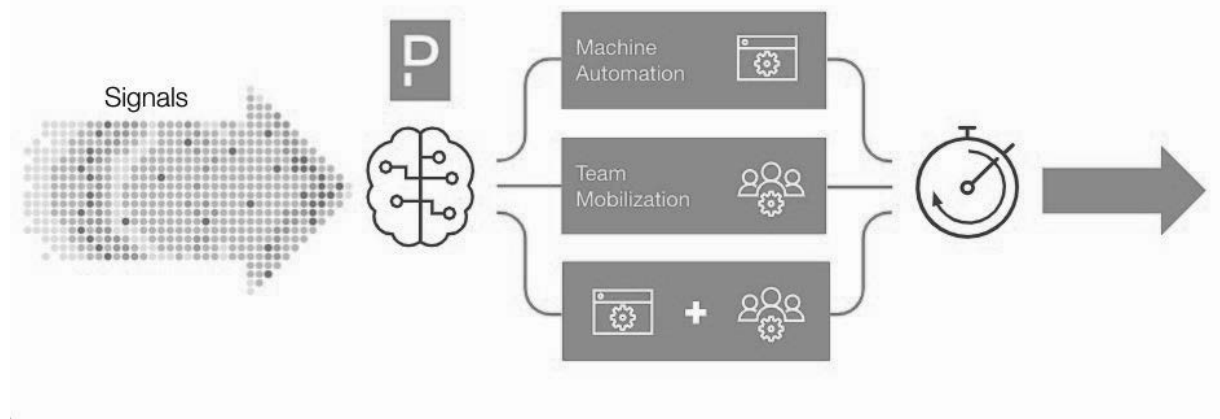 Signals
P
Machine
Automation
Team
Mobilization